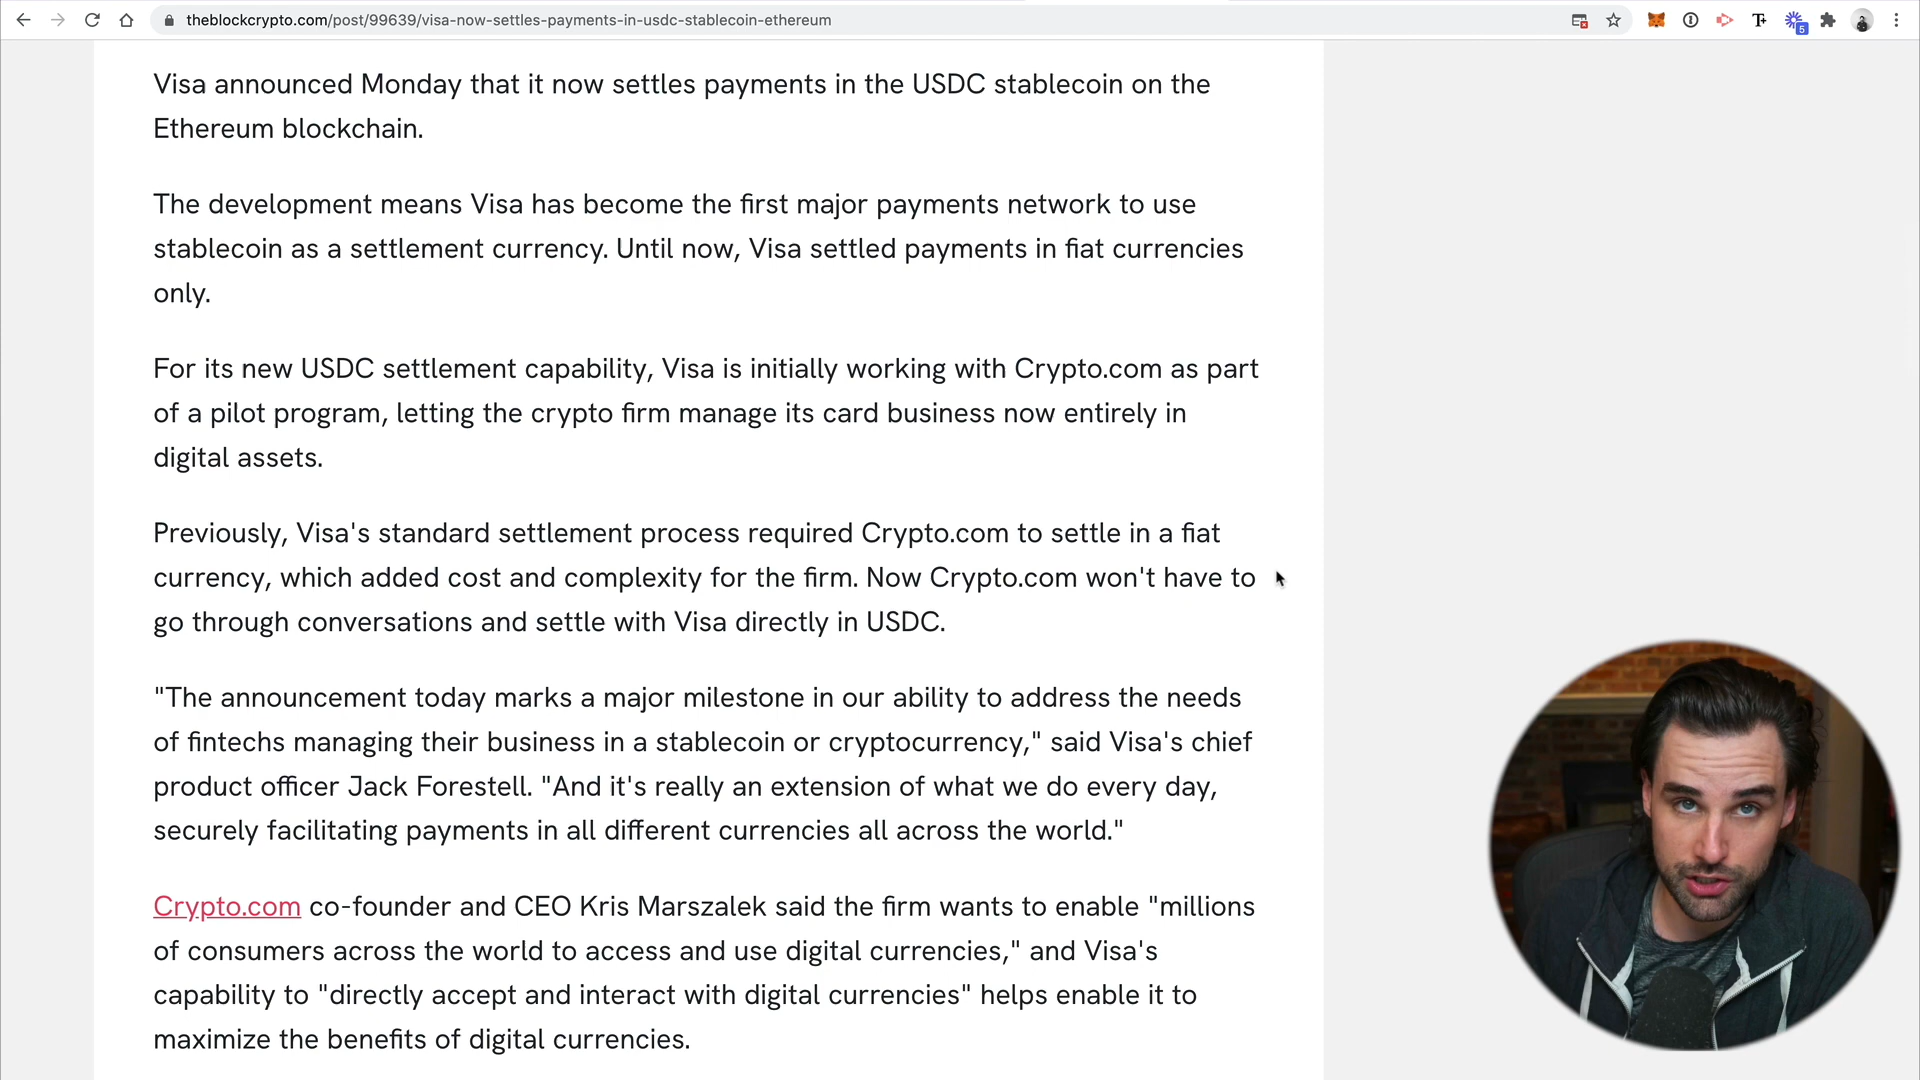 theblockcrypto.com/post/99639/visa-now-settles-payments-in-usdc-stablecoin-ethereum
5
Visa announced Monday that it now settles payments in the USDC stablecoin on the
Ethereum blockchain.
The development means Visa has become the first major payments network to use
stablecoin as a settlement currency. Until now, Visa settled payments in fiat currencies
only.
For its new USDC settlement capability, Visa is initially working with Crypto.com as part
of a pilot program, letting the crypto firm manage its card business now entirely in
digital assets.
Previously, Visa's standard settlement process required Crypto.com to settle in a fiat
currency, which added cost and complexity for the firm. Now Crypto.com won't have to
go through conversations and settle with Visa directly in USDC.
"The announcement today marks a major milestone in our ability to address the needs
of fintechs managing their business in a stablecoin or cryptocurrency," said Visa's chief
product officer Jack Forestell. "And it's really an extension of what we do every day,
securely facilitating payments in all different currencies all across the world."
Crypto.com co-founder and CEO Kris Marszalek said the firm wants to enable "millions
of consumers across the world to access and use digital currencies," and Visa's
capability to "directly accept and interact with digital currencies" helps enable it to
maximize the benefits of digital currencies.